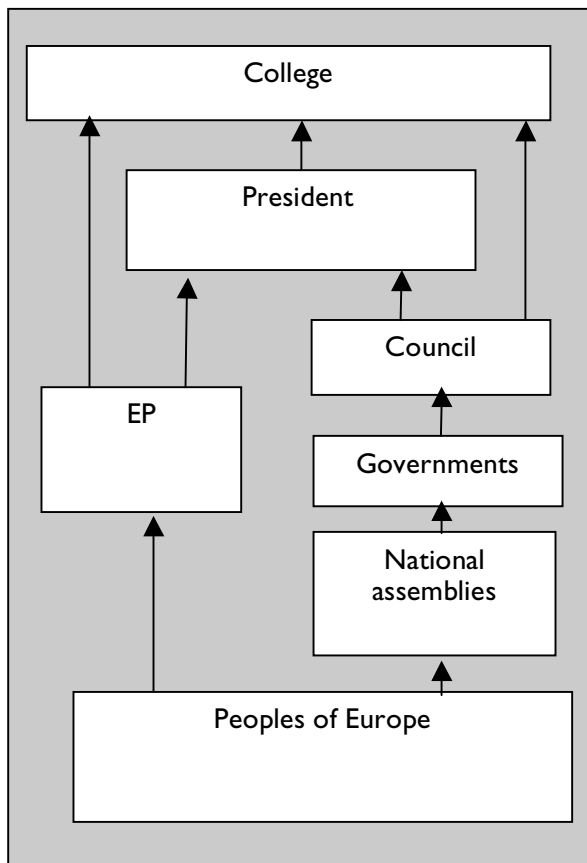 College
President
Council
EP
Governments
National
assemblies
Peoples of Europe